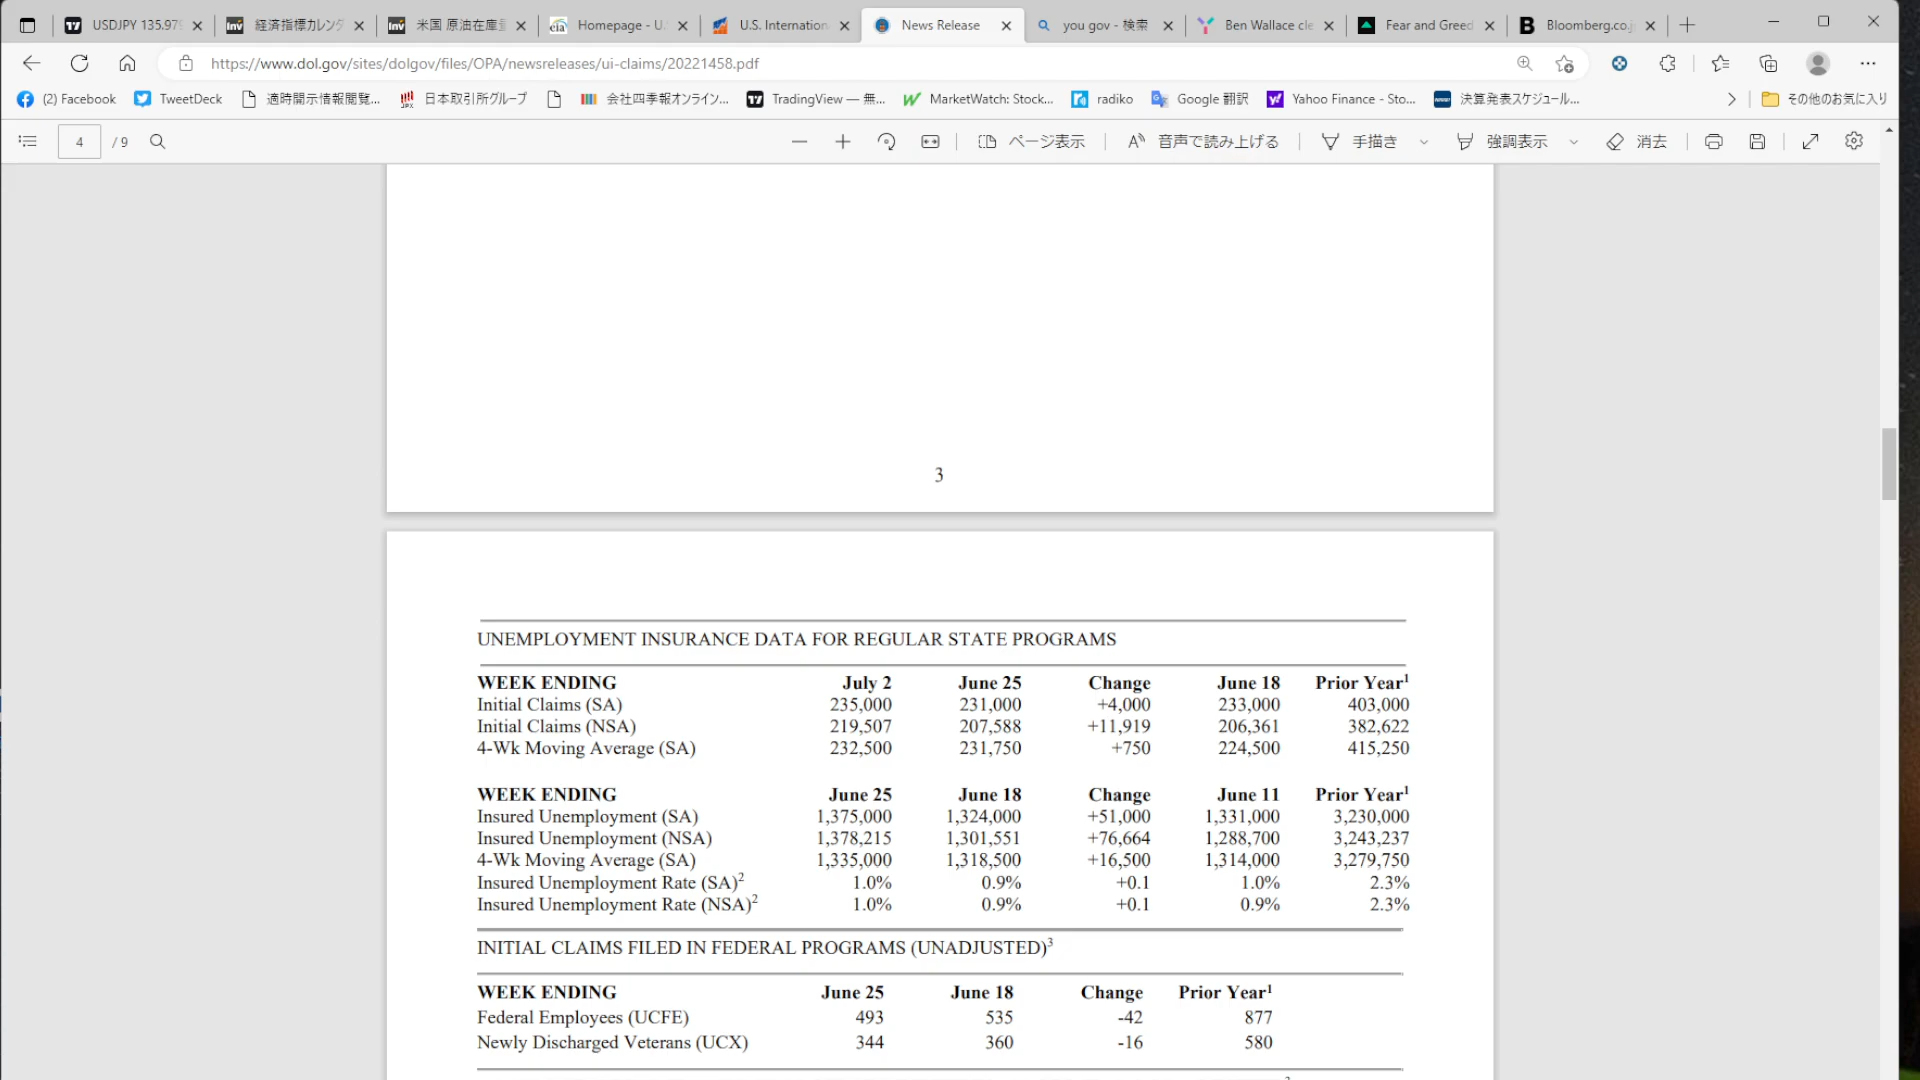 USDJPY 135.979
経済指標カレンダ
米国 原油在庫量
Homepage - U.S
U.S. Internation
News Release
you gov - 検索
Ben Wallace cle
Fear and Greed
Bloomberg.co.j
https://www.dol.gov/sites/dolgov/files/OPA/newsreleases/ui-claims/20221458.pdf
(2) Facebook
TweetDeck
適時開示情報閲覧...
日本取引所グループ
会社四季報オンライン...
TradingView — 無...
MarketWatch: Stock...
radiko
Google 翻訳
Yahoo Finance - Sto...
決算発表スケジュール...
その他のお気に入り
4 / 9
ページ表示
音声で読み上げる
手描き
強調表示
消去
3
UNEMPLOYMENT INSURANCE DATA FOR REGULAR STATE PROGRAMS
WEEK ENDING July 2 June 25 Change June 18 Prior Year1
Initial Claims (SA) 235,000 231,000 +4,000 233,000 403,000
Initial Claims (NSA) 219,507 207,588 +11,919 206,361 382,622
4-Wk Moving Average (SA) 232,500 231,750 +750 224,500 415,250
WEEK ENDING June 25 June 18 Change June 11 Prior Year1
Insured Unemployment (SA) 1,375,000 1,324,000 +51,000 1,331,000 3,230,000
Insured Unemployment (NSA) 1,378,215 1,301,551 +76,664 1,288,700 3,243,237
4-Wk Moving Average (SA) 1,335,000 1,318,500 +16,500 1,314,000 3,279,750
Insured Unemployment Rate (SA)2 1.0% 0.9% +0.1 1.0% 2.3%
Insured Unemployment Rate (NSA)2 1.0% 0.9% +0.1 0.9% 2.3%
INITIAL CLAIMS FILED IN FEDERAL PROGRAMS (UNADJUSTED)3
WEEK ENDING June 25 June 18 Change Prior Year1
Federal Employees (UCFE) 493 535 -42 877
Newly Discharged Veterans (UCX) 344 360 -16 580